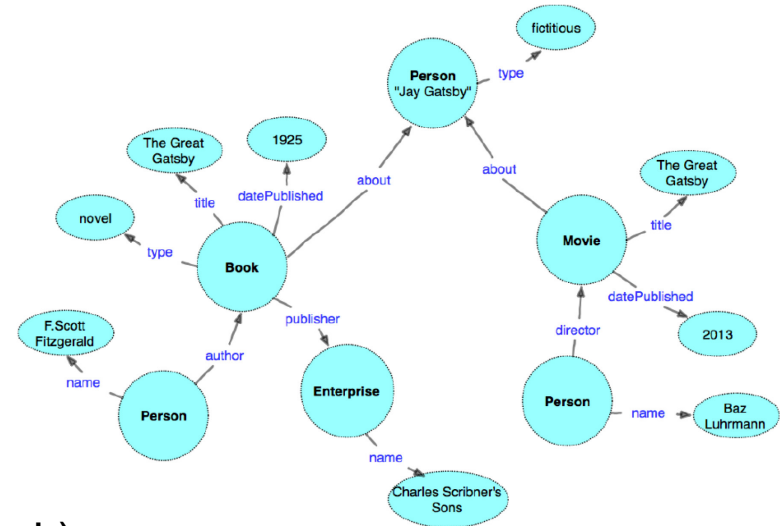 fictitious
Person
"Jay Gatsby"
type
1925
The Great
Gatsby
about
about
The Great
Gatsby
datePublished
title
novel
title
type
Book
Movie
datePublished
publisher
F.Scott
Fitzgerald
director
2013
author
name
Enterprise
Person
Person
name
Baz
Luhrmann
name
Charles Scribner's
Sons